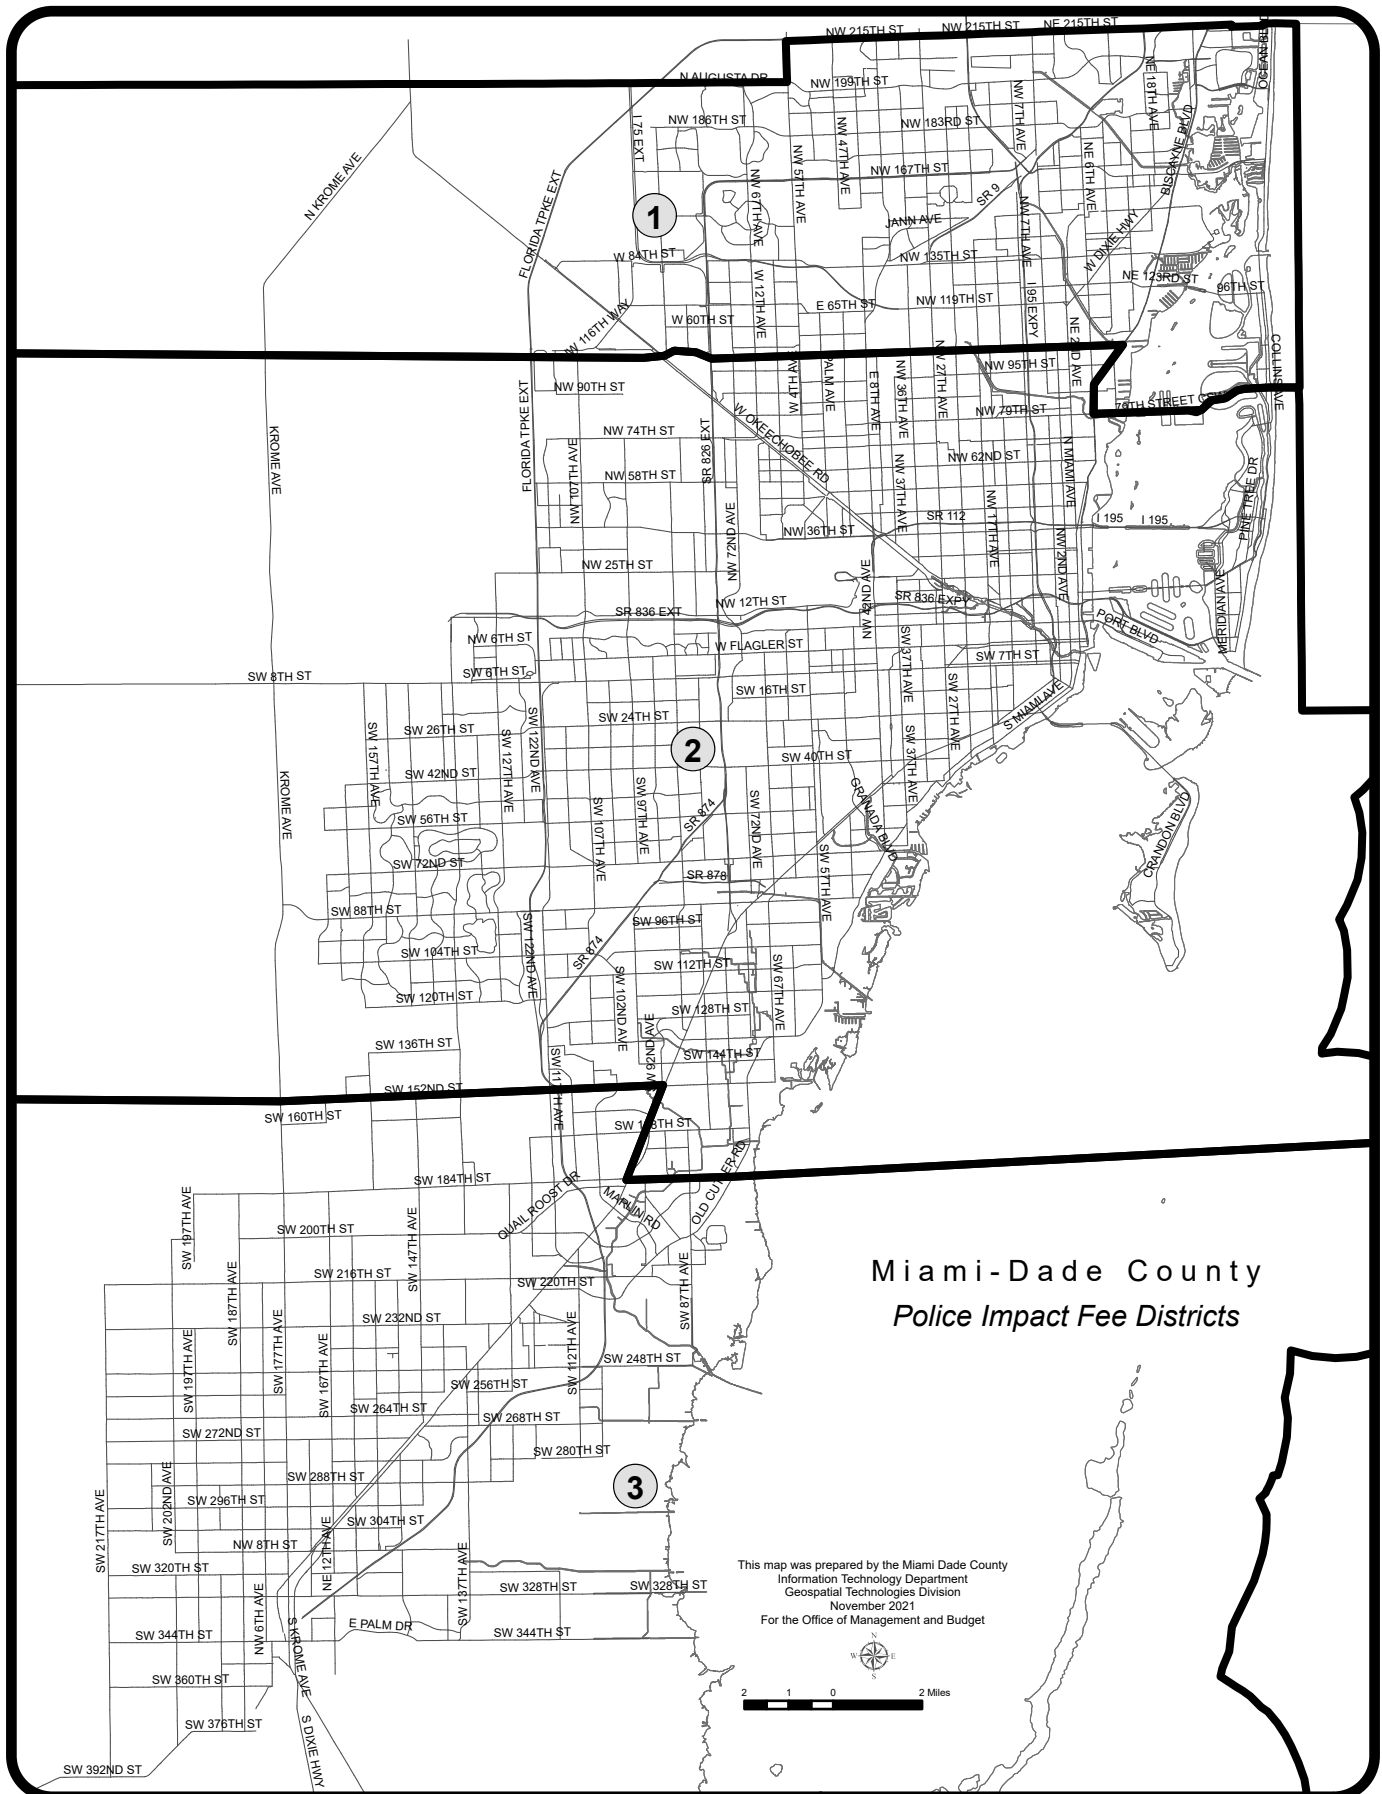 NW 215TH ST
NW 215TH ST
NE 215TH ST
OCEAN BLVD
N AUGUSTA DR
NW 199TH ST
NE 18TH AVE
NW 7TH AVE
I 75 EXT
NW 186TH ST
NW 47TH AVE
NW 183RD ST
BISCAYNE BLVD
N KROME AVE
FLORIDA TPKE EXT
NW 57TH AVE
NW 67TH AVE
NW 167TH ST
NE 6TH AVE
SR 9
1
JANN AVE
NW 7TH AVE
W DIXIE HWY
W 84TH ST
NW 135TH ST
W 12TH AVE
NE 123RD ST
96TH ST
E 65TH ST
NW 119TH ST
I 95 EXPY
W 60TH ST
NW 116TH WAY
NE 2ND AVE
COLLINS AVE
NW 95TH ST
W 4TH AVE
PALM AVE
E 8TH AVE
NW 36TH AVE
NW 27TH AVE
FLORIDA TPKE EXT
NW 90TH ST
79TH STREET CSWY
NW 79TH ST
W OKEECHOBEE RD
KROME AVE
NW 74TH ST
NW 107TH AVE
SR 826 EXT
NW 62ND ST
N MIAMI AVE
NW 58TH ST
NW 37TH AVE
PINE TREE DR
NW 72ND AVE
NW 36TH ST
SR 112
NW 17TH AVE
I 195
I 195
NW 2ND AVE
NW 25TH ST
NW 42ND AVE
MERIDIAN AVE
NW 12TH ST
SR 836 EXPY
SR 836 EXT
PORT BLVD
NW 6TH ST
W FLAGLER ST
SW 37TH AVE
SW 7TH ST
SW 8TH ST
SW 6TH ST
SW 16TH ST
SW 27TH AVE
S MIAMI AVE
SW 157TH AVE
SW 26TH ST
SW 127TH AVE
SW 122ND AVE
SW 24TH ST
2
SW 37TH AVE
SW 40TH ST
KROME AVE
SW 42ND ST
SW 97TH AVE
SW 107TH AVE
SR 874
SW 72ND AVE
GRANADA BLVD
CRANDON BLVD
SW 56TH ST
SW 72ND ST
SW 57TH AVE
SR 878
SW 88TH ST
SW 96TH ST
SW 122ND AVE
SW 104TH ST
SR 874
SW 112TH ST
SW 67TH AVE
SW 102ND AVE
SW 120TH ST
SW 128TH ST
SW 92ND AVE
SW 136TH ST
SW 144TH ST
SW 152ND ST
SW 160TH ST
OLD CUTLER RD
SW 184TH ST
QUAIL ROOST DR
MARLIN RD
SW 197TH AVE
SW 147TH AVE
SW 200TH ST
SW 187TH AVE
SW 216TH ST
SW 220TH ST
SW 87TH AVE
Miami-Dade County
Police Impact Fee Districts
SW 232ND ST
SW 177TH AVE
SW 197TH AVE
SW 167TH AVE
SW 112TH AVE
SW 248TH ST
SW 256TH ST
SW 264TH ST
SW 268TH ST
SW 272ND ST
SW 280TH ST
SW 288TH ST
3
SW 202ND AVE
SW 217TH AVE
SW 296TH ST
SW 304TH ST
NE 12TH AVE
NW 8TH ST
SW 137TH AVE
SW 320TH ST
SW 328TH ST
SW 328TH ST
NW 6TH AVE
S KROME AVE
E PALM DR
SW 344TH ST
SW 344TH ST
SW 360TH ST
SW 376TH ST
S DIXIE HWY
SW 392ND ST
This map was prepared by the Miami Dade County
Information Technology Department
Geospatial Technologies Division
November 2021
For the Office of Management and Budget
N
W E
S
2 1 0 2 Miles